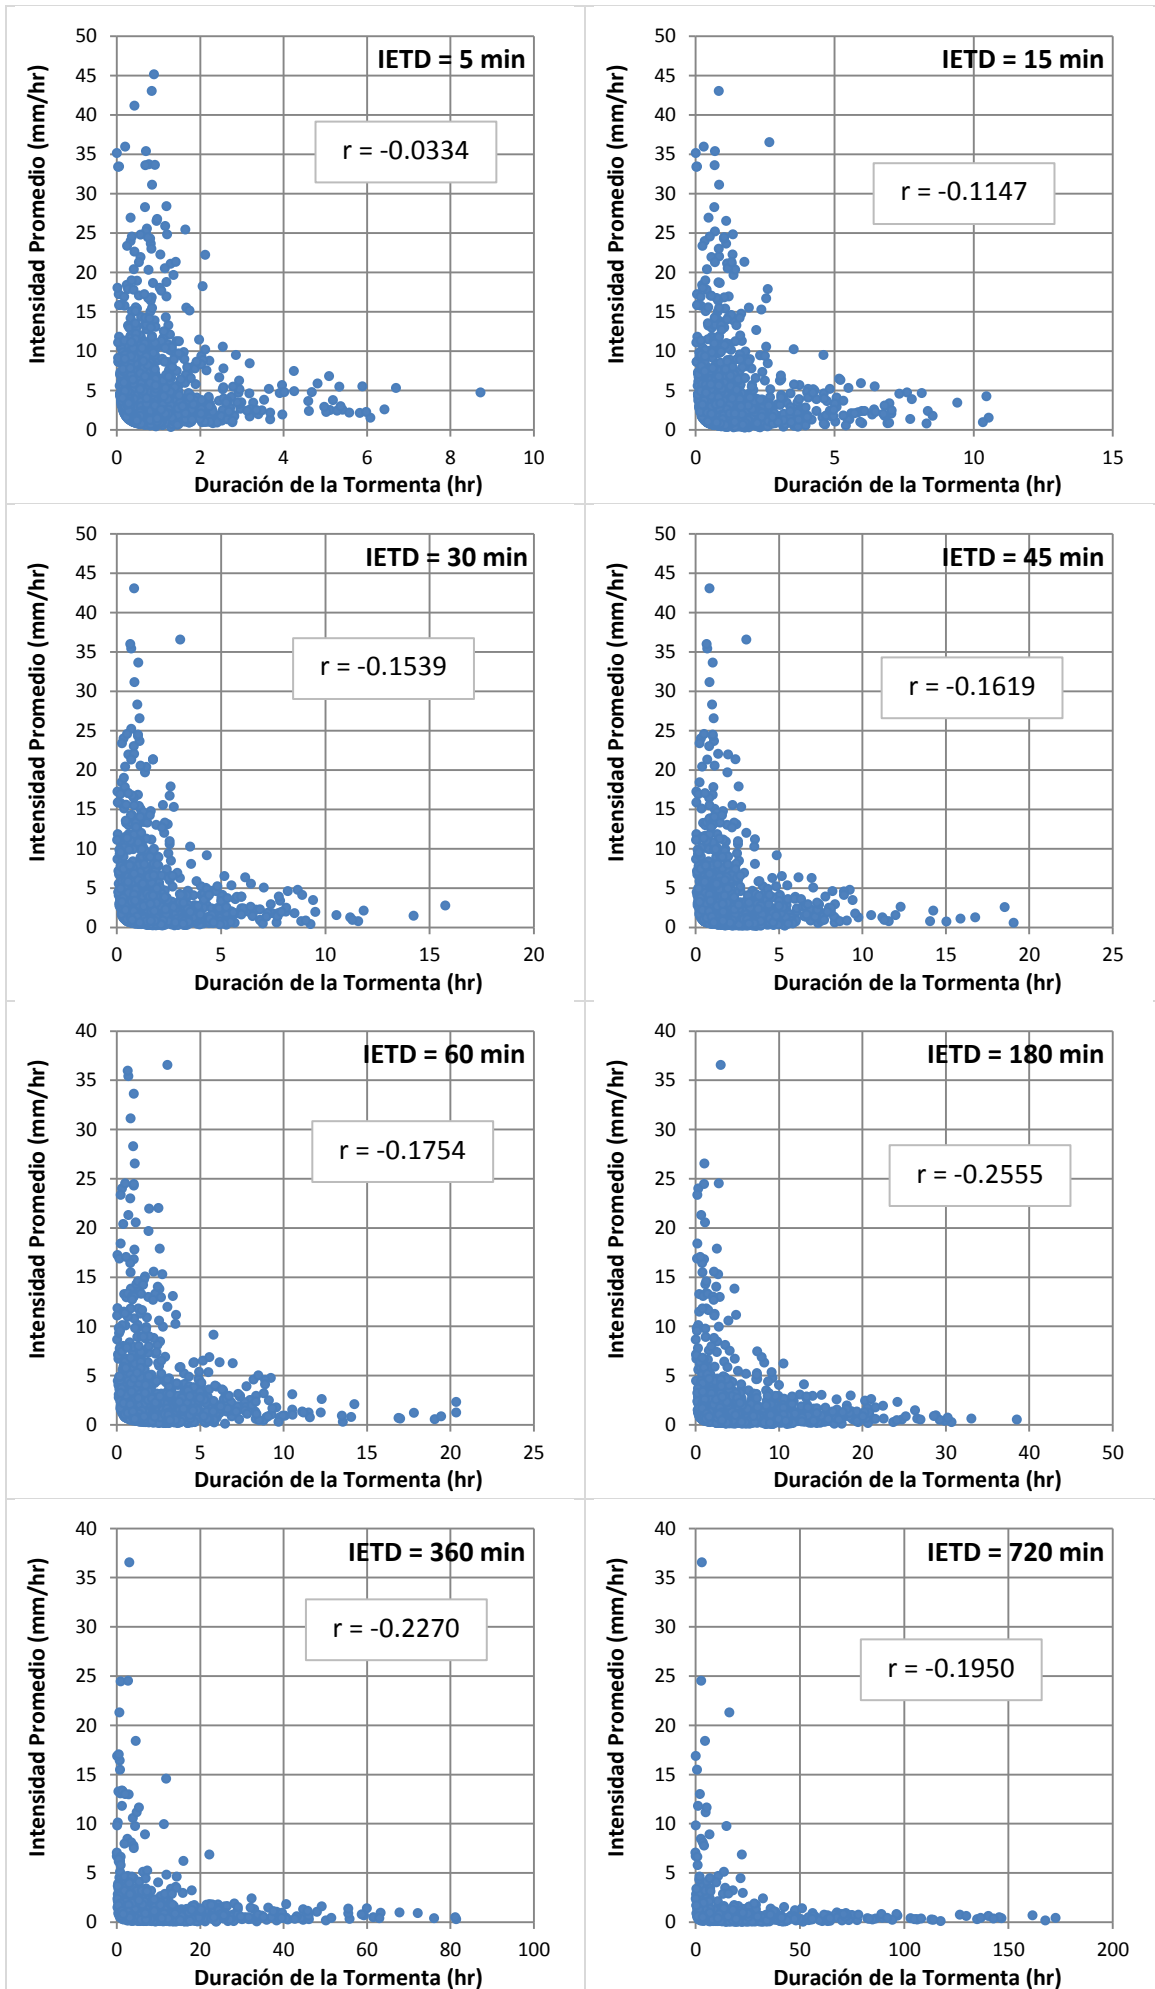 IETD = 5 min
r = -0.0334
Intensidad Promedio (mm/hr)
50
45
40
35
30
25
20
15
10
5
0
0 2 4 6 8 10
Duración de la Tormenta (hr)
IETD = 15 min
r = -0.1147
Intensidad Promedio (mm/hr)
50
45
40
35
30
25
20
15
10
5
0
0 5 10 15
Duración de la Tormenta (hr)
IETD = 30 min
r = -0.1539
Intensidad Promedio (mm/hr)
50
45
40
35
30
25
20
15
10
5
0
0 5 10 15 20
Duración de la Tormenta (hr)
IETD = 45 min
r = -0.1619
Intensidad Promedio (mm/hr)
50
45
40
35
30
25
20
15
10
5
0
0 5 10 15 20 25
Duración de la Tormenta (hr)
IETD = 60 min
r = -0.1754
Intensidad Promedio (mm/hr)
40
35
30
25
20
15
10
5
0
0 5 10 15 20 25
Duración de la Tormenta (hr)
IETD = 180 min
r = -0.2555
Intensidad Promedio (mm/hr)
40
35
30
25
20
15
10
5
0
0 10 20 30 40 50
Duración de la Tormenta (hr)
IETD = 360 min
r = -0.2270
Intensidad Promedio (mm/hr)
40
35
30
25
20
15
10
5
0
0 20 40 60 80 100
Duración de la Tormenta (hr)
IETD = 720 min
r = -0.1950
Intensidad Promedio (mm/hr)
40
35
30
25
20
15
10
5
0
0 50 100 150 200
Duración de la Tormenta (hr)